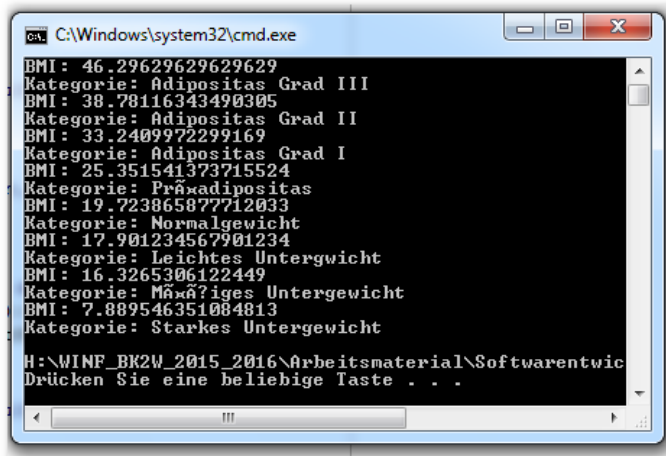 C:\Windows\system32\cmd.exe
BMI: 46.29629629629629
Kategorie: Adipositas Grad III
BMI: 38.78116343490305
Kategorie: Adipositas Grad II
BMI: 33.2409972299169
Kategorie: Adipositas Grad I
BMI: 25.351541373715524
Kategorie: PrÃ¤adipositas
BMI: 19.723865877712033
Kategorie: Normalgewicht
BMI: 17.901234567901234
Kategorie: Leichtes Untergwicht
BMI: 16.3265306122449
Kategorie: MÃ¤Ã?iges Untergewicht
BMI: 7.889546351084813
Kategorie: Starkes Untergewicht
H:\WINF_BK2W_2015_2016\Arbeitsmaterial\Softwarentwic
Drücken Sie eine beliebige Taste . . .